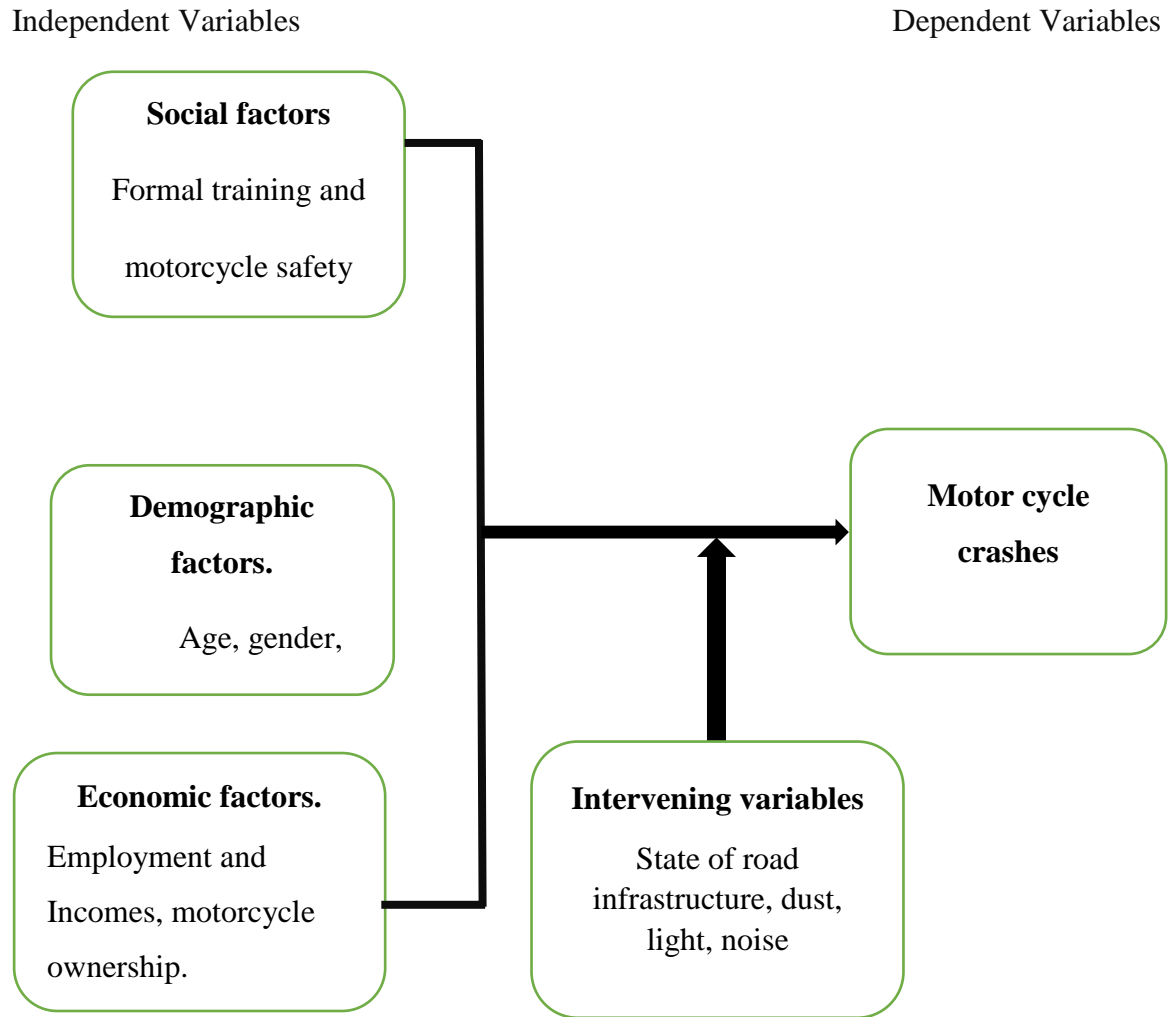 Independent Variables
Dependent Variables
Social factors
Formal training and
motorcycle safety
Demographic
factors.
Age, gender,
Motor cycle
crashes
Economic factors.
Employment and
Incomes, motorcycle
ownership.
Intervening variables
State of road
infrastructure, dust,
light, noise